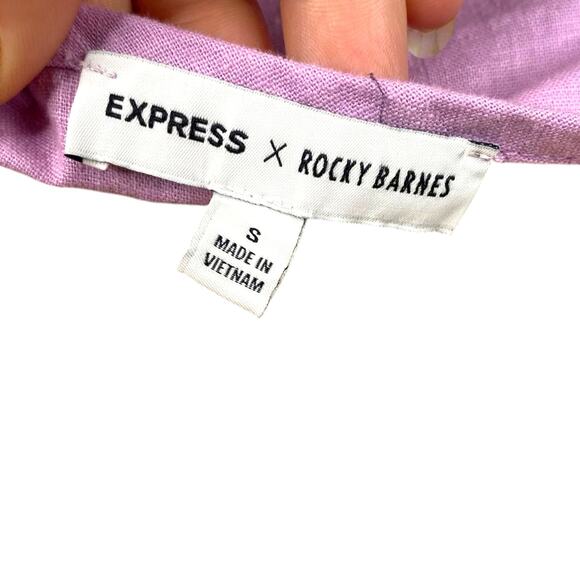 EXPRESS X ROCKY BARNES
S
MADE IN
VIETNAM